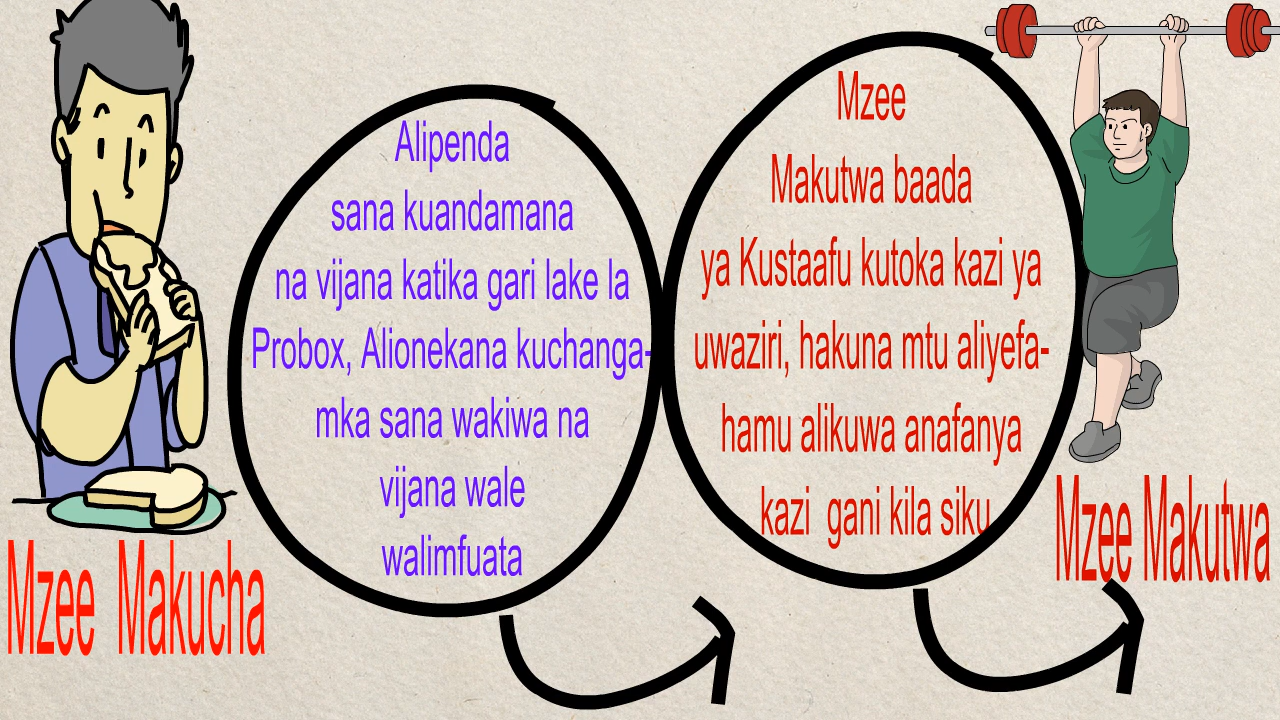 Alipenda
sana kuandamana
na vijana katika gari lake la
Probox, Alionekana kuchanga-
mka sana wakiwa na
vijana wale
walimfuata
Mzee Makucha
Mzee
Makutwa baada
ya Kustaafu kutoka kazi ya
uwaziri, hakuna mtu aliyefa-
hamu alikuwa anafanya
kazi gani kila siku
Mzee Makutwa